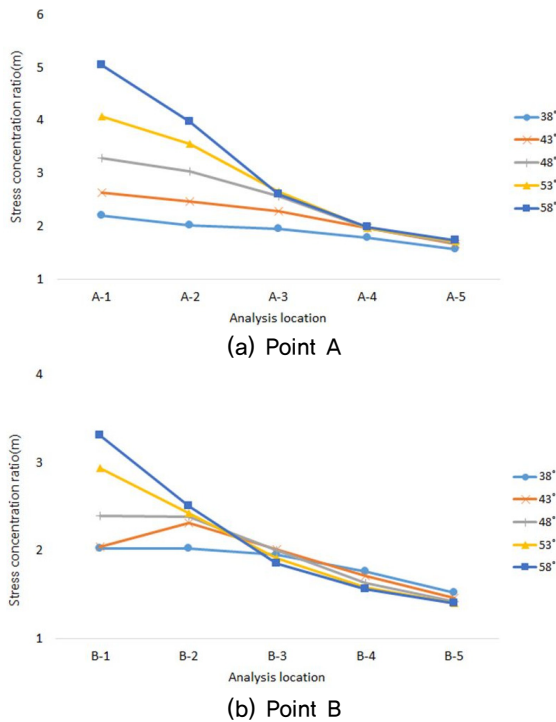 6
5
4
3
2
1
Stress concentration ratio(m)
A-1 A-2 A-3 A-4 A-5
Analysis location
38˚
43˚
48˚
53˚
58˚
(a) Point A
4
3
2
1
Stress concentration ratio(m)
B-1 B-2 B-3 B-4 B-5
Analysis location
38˚
43˚
48˚
53˚
58˚
(b) Point B